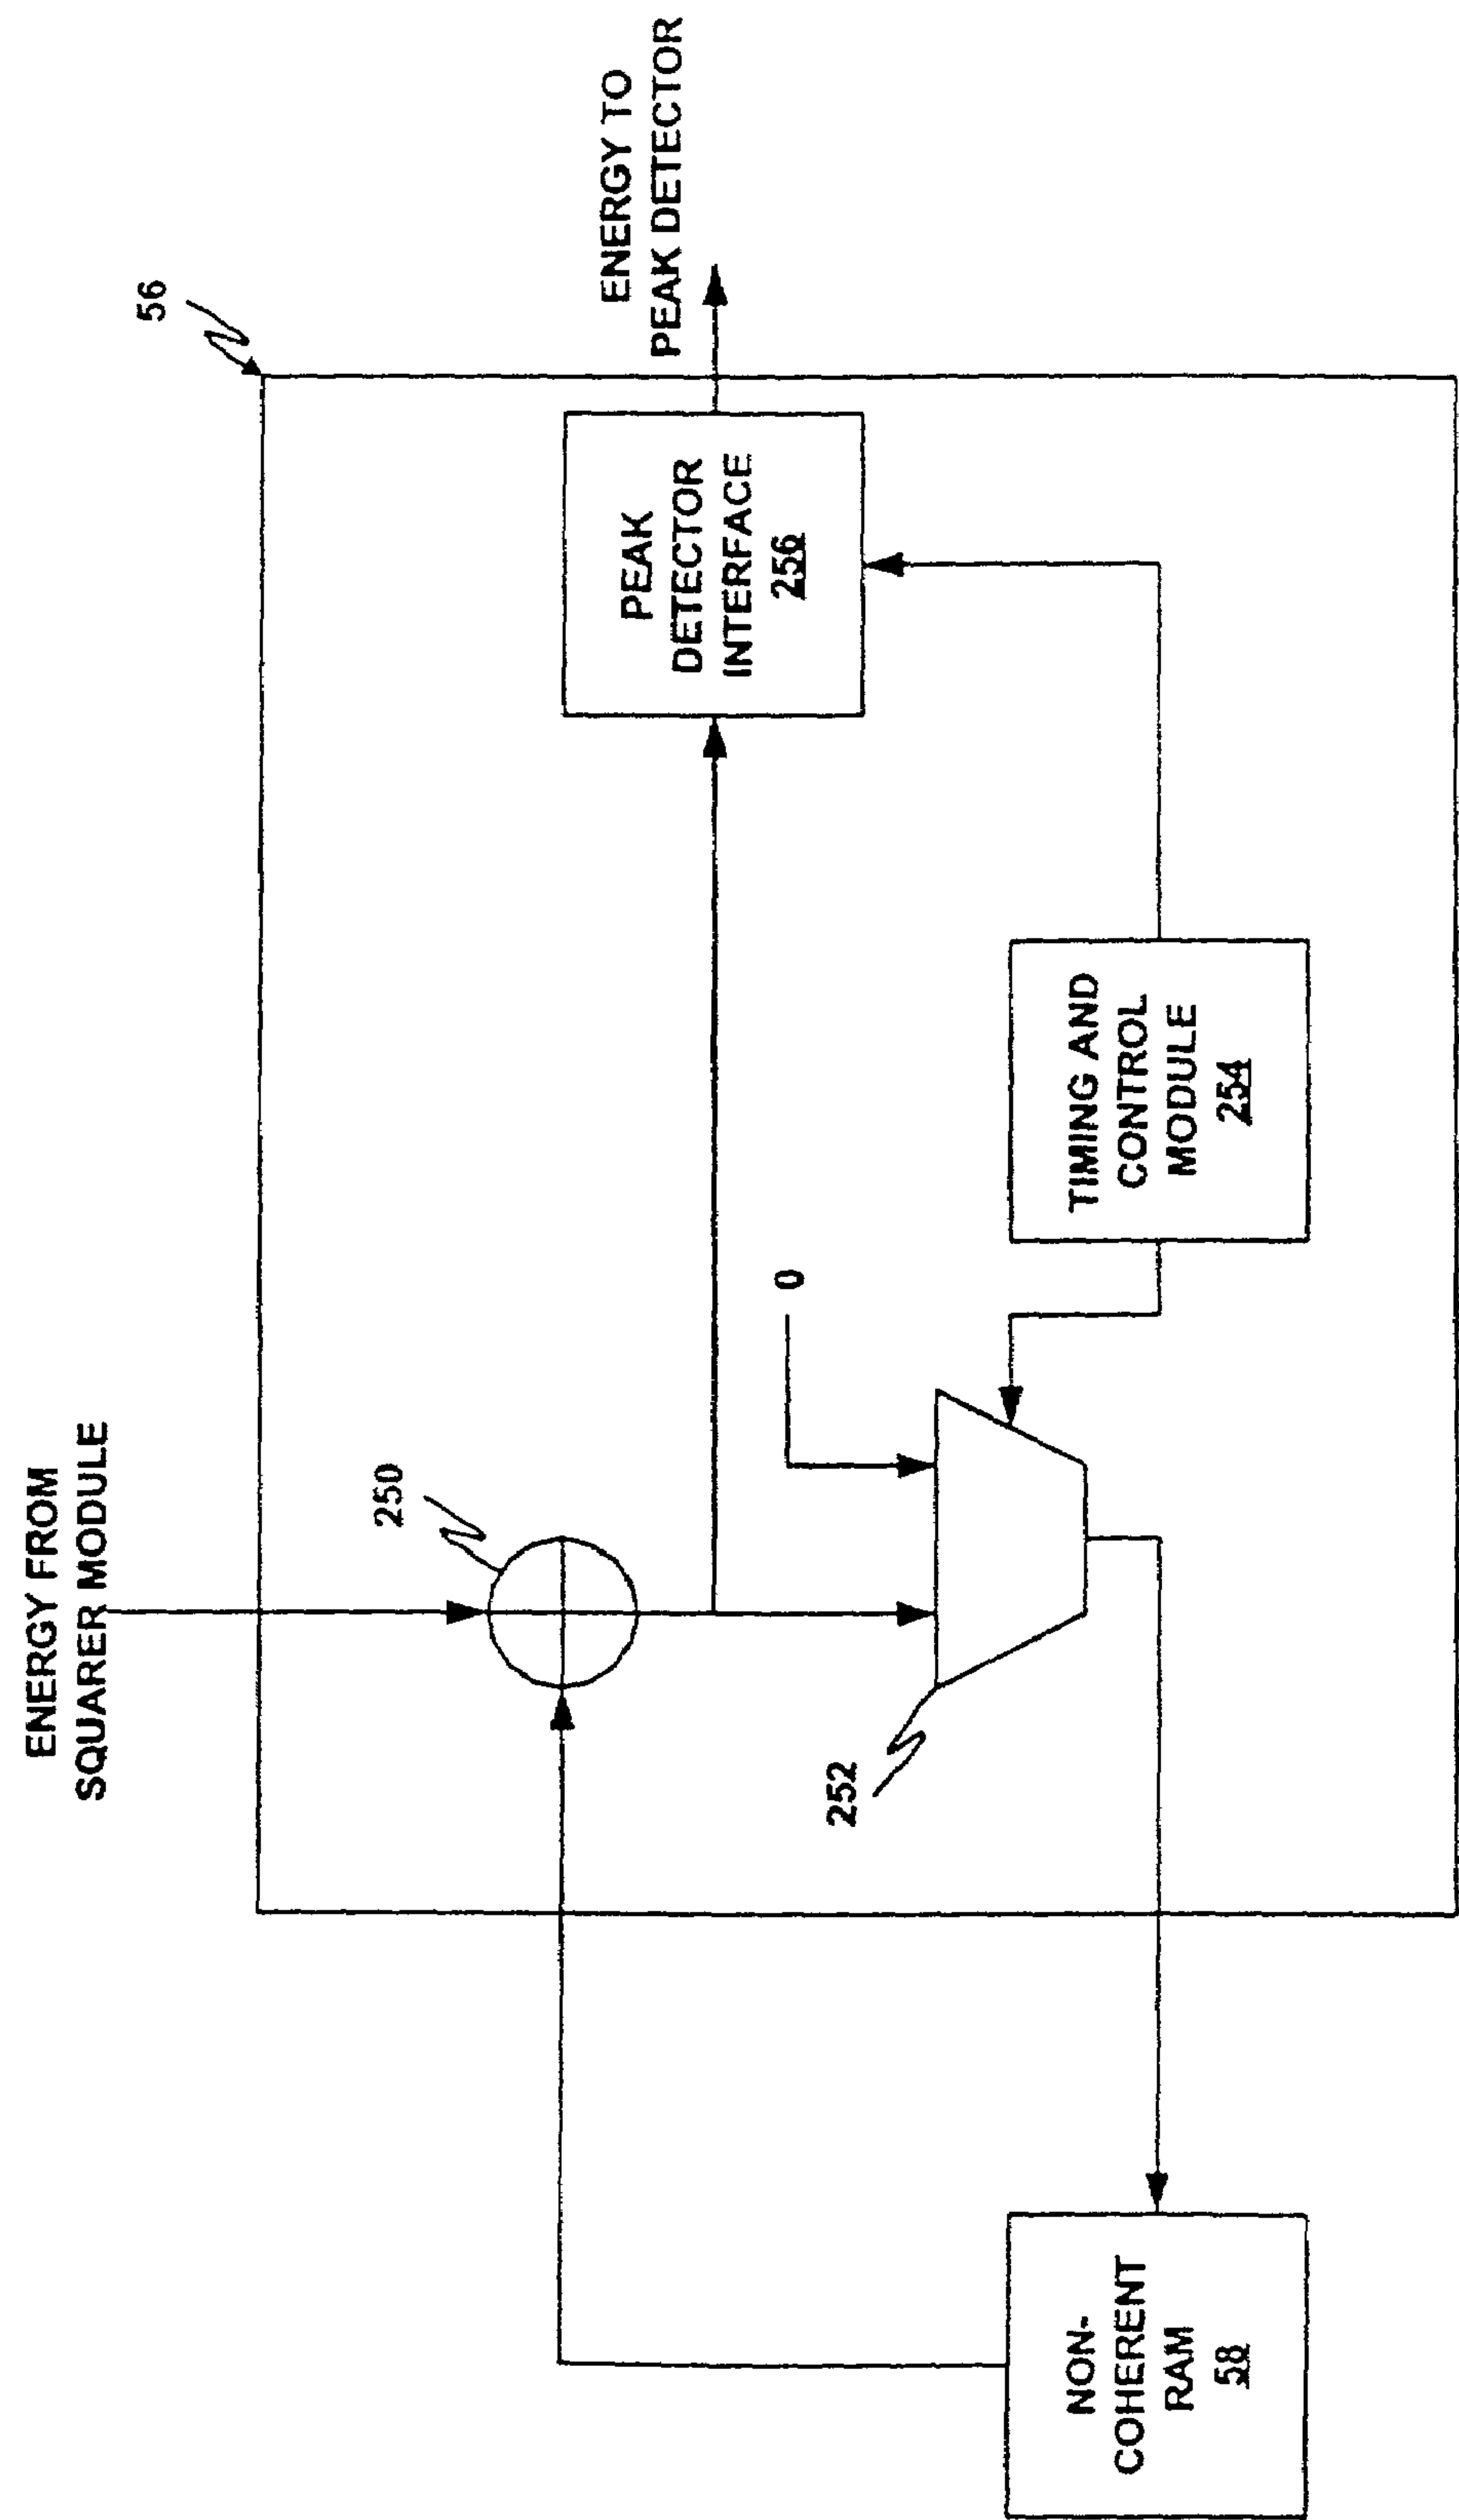 ENERGY FROM
SQUARER MODULE
56
250
ENERGY TO
PEAK DETECTOR
PEAK
DETECTOR
INTERFACE
256
0
252
TIMING AND
CONTROL
MODULE
254
NON-
COHERENT
RAM
58